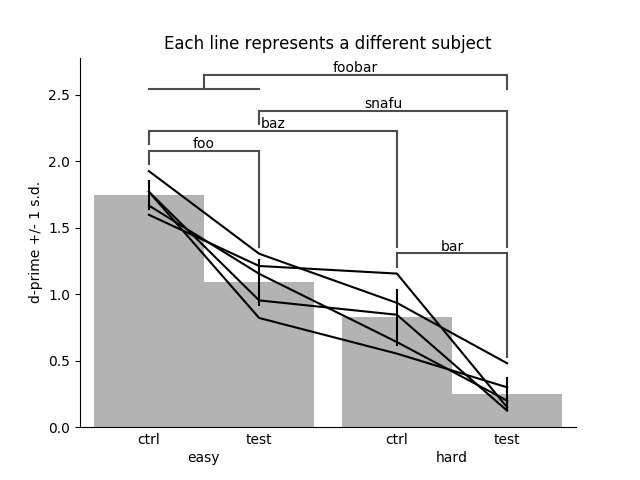 Each line represents a different subject
foobar
snafu
baz
foo
bar
d-prime +/- 1 s.d.
2.5
2.0
1.5
1.0
0.5
0.0
ctrl test ctrl test
easy hard